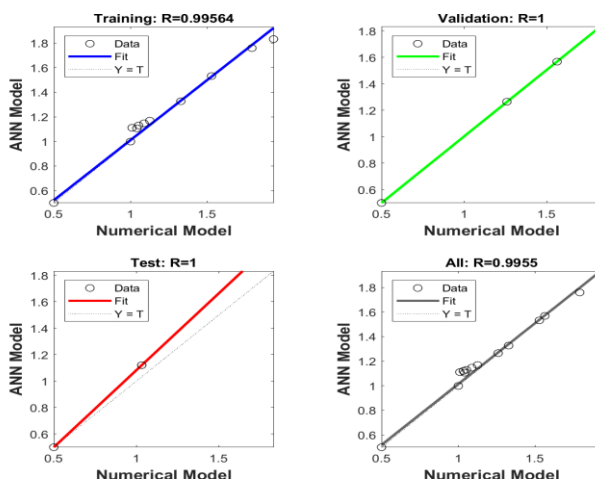 Training: R=0.99564
Data
Fit
Y = T
ANN Model
1.8
1.6
1.4
1.2
1
0.8
0.6
0.5
1
1.5
Numerical Model
Validation: R=1
Data
Fit
Y = T
ANN Model
1.8
1.6
1.4
1.2
1
0.8
0.6
0.5
1
1.5
Numerical Model
Test: R=1
Data
Fit
Y = T
ANN Model
1.8
1.6
1.4
1.2
1
0.8
0.6
0.5
1
1.5
Numerical Model
All: R=0.9955
Data
Fit
Y = T
ANN Model
1.8
1.6
1.4
1.2
1
0.8
0.6
0.5
1
1.5
Numerical Model